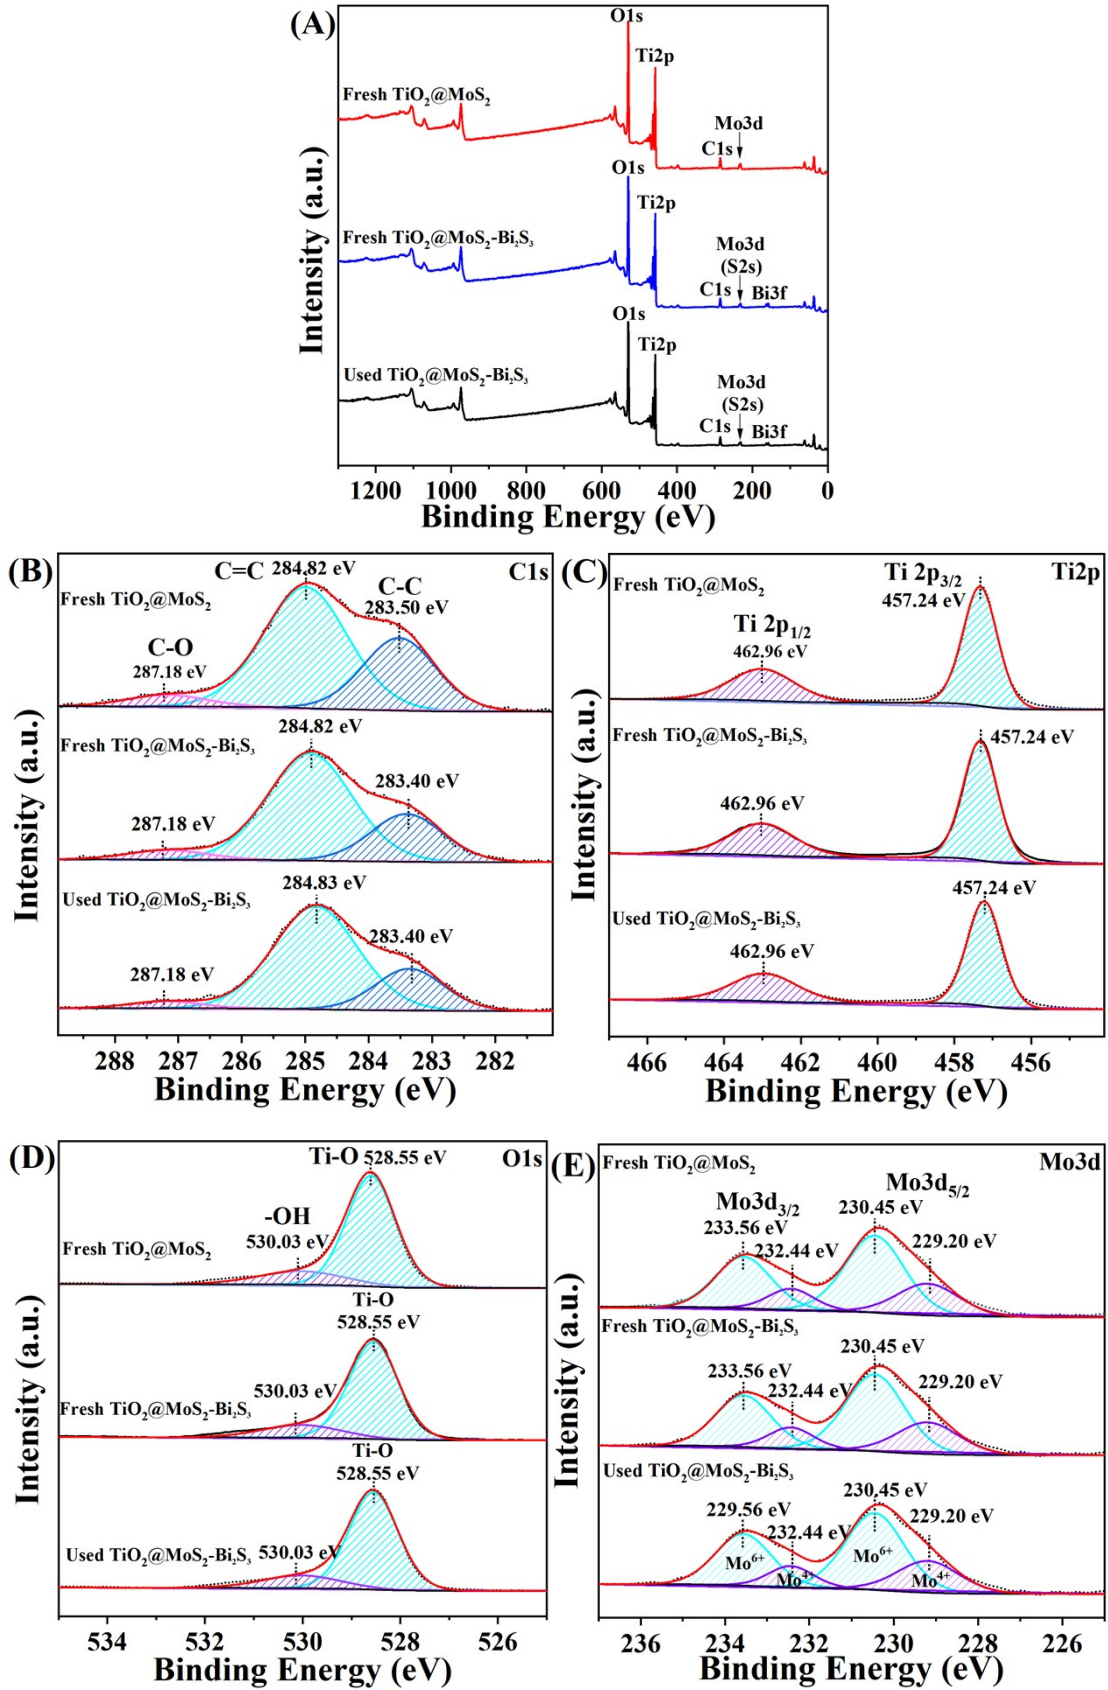 (A)
O1s
Ti2p
Fresh TiO₂@MoS₂
Mo3d
C1s
O1s
Ti2p
Fresh TiO₂@MoS₂-Bi₂S₃
Mo3d
(S2s)
C1s
Bi3f
O1s
Ti2p
Used TiO₂@MoS₂-Bi₂S₃
Mo3d
(S2s)
C1s
Bi3f
Intensity (a.u.)
1200 1000 800 600 400 200 0
Binding Energy (eV)
(B)
C1s
C=C
284.82 eV
Fresh TiO₂@MoS₂
C-C
283.50 eV
C-O
287.18 eV
Fresh TiO₂@MoS₂-Bi₂S₃
284.82 eV
283.40 eV
287.18 eV
Used TiO₂@MoS₂-Bi₂S₃
284.83 eV
283.40 eV
287.18 eV
Intensity (a.u.)
288 287 286 285 284 283 282
Binding Energy (eV)
(C)
Ti2p
Fresh TiO₂@MoS₂
Ti 2p3/2
457.24 eV
Ti 2p1/2
462.96 eV
Fresh TiO₂@MoS₂-Bi₂S₃
457.24 eV
462.96 eV
Used TiO₂@MoS₂-Bi₂S₃
457.24 eV
462.96 eV
Intensity (a.u.)
466 464 462 460 458 456
Binding Energy (eV)
(D)
O1s
Ti-O 528.55 eV
-OH
530.03 eV
Fresh TiO₂@MoS₂
Ti-O
528.55 eV
530.03 eV
Fresh TiO₂@MoS₂-Bi₂S₃
Ti-O
528.55 eV
530.03 eV
Used TiO₂@MoS₂-Bi₂S₃
Intensity (a.u.)
534 532 530 528 526
Binding Energy (eV)
(E)
Mo3d
Fresh TiO₂@MoS₂
Mo3d5/2
230.45 eV
Mo3d3/2
233.56 eV
232.44 eV
229.20 eV
Fresh TiO₂@MoS₂-Bi₂S₃
230.45 eV
233.56 eV
232.44 eV
229.20 eV
Used TiO₂@MoS₂-Bi₂S₃
230.45 eV
229.56 eV
232.44 eV
229.20 eV
Mo⁶⁺
Mo⁴⁺
Mo⁶⁺
Mo⁴⁺
Intensity (a.u.)
236 234 232 230 228 226
Binding Energy (eV)